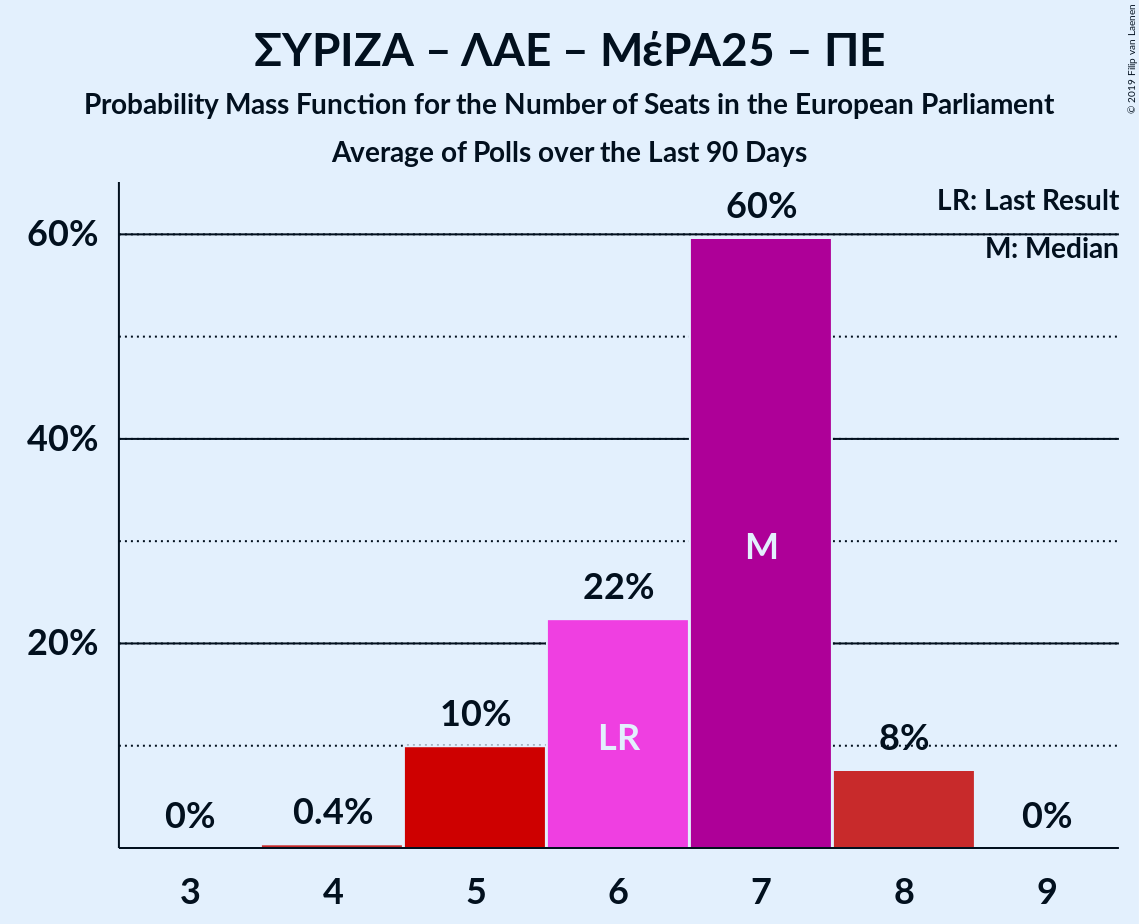 ΣΥΡΙΖΑ – ΛΑΕ – ΜέΡΑ25 – ΠΕ
Probability Mass Function for the Number of Seats in the European Parliament
Average of Polls over the Last 90 Days
© 2019 Filip van Laenen
LR: Last Result
M: Median
60%
40%
20%
0%
0.4%
10%
22%
60%
8%
0%
LR
M
3 4 5 6 7 8 9